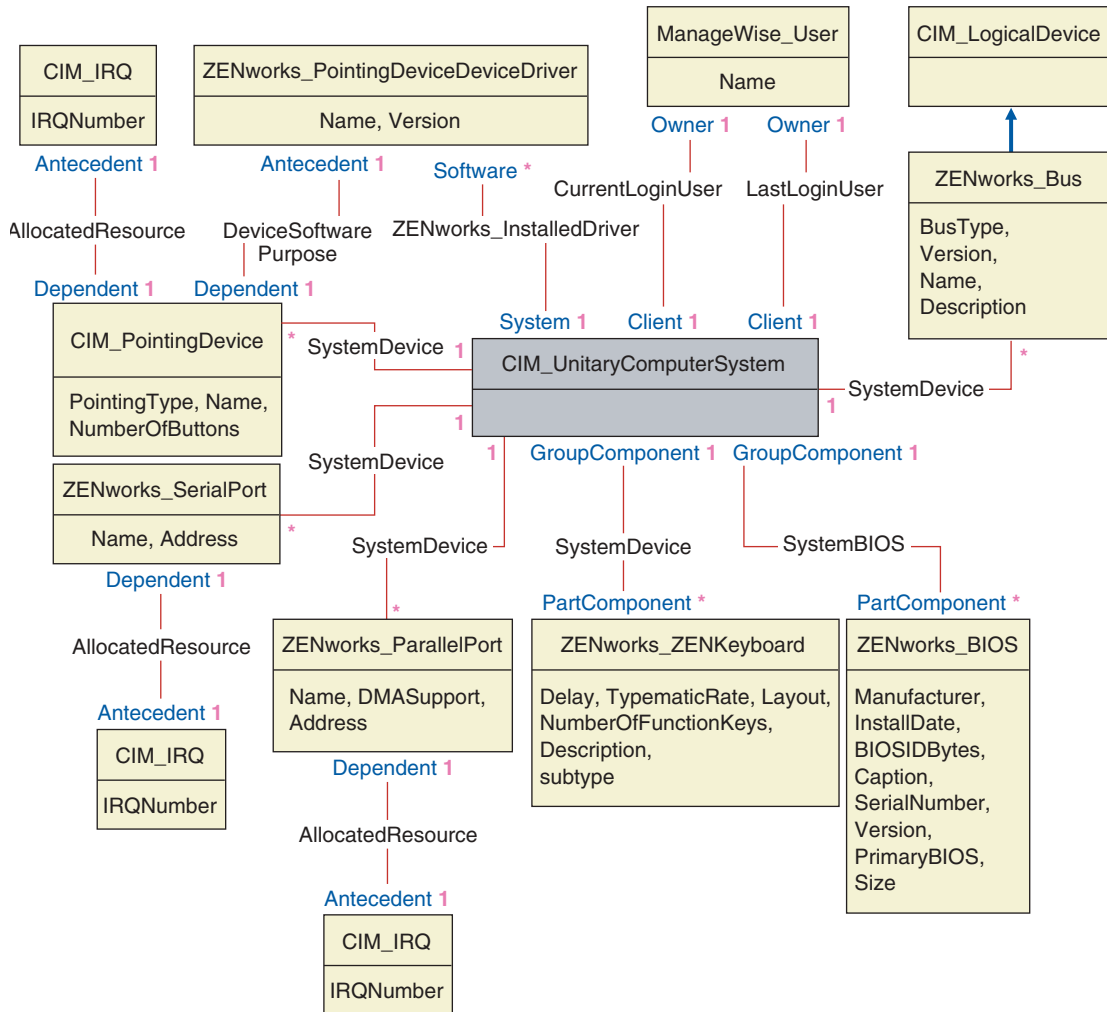 CIM_IRQ
IRQNumber
Antecedent 1
AllocatedResource
Dependent 1
ZENworks_PointingDeviceDeviceDriver
Name, Version
Antecedent 1
DeviceSoftware
Purpose
Dependent 1
Software *
ZENworks_InstalledDriver
System 1
ManageWise_User
Name
Owner 1
Owner 1
CurrentLoginUser
LastLoginUser
Client 1
Client 1
CIM_LogicalDevice
ZENworks_Bus
BusType,
Version,
Name,
Description
*
SystemDevice
1
CIM_PointingDevice
PointingType, Name,
NumberOfButtons
*
SystemDevice
1
CIM_UnitaryComputerSystem
1
SystemDevice
ZENworks_SerialPort
Name, Address
*
Dependent 1
AllocatedResource
Antecedent 1
CIM_IRQ
IRQNumber
1
SystemDevice
*
ZENworks_ParallelPort
Name, DMASupport,
Address
Dependent 1
AllocatedResource
Antecedent 1
CIM_IRQ
IRQNumber
GroupComponent 1
SystemDevice
PartComponent *
ZENworks_ZENKeyboard
Delay, TypematicRate, Layout,
NumberOfFunctionKeys,
Description,
subtype
GroupComponent 1
SystemBIOS
PartComponent *
ZENworks_BIOS
Manufacturer,
InstallDate,
BIOSIDBytes,
Caption,
SerialNumber,
Version,
PrimaryBIOS,
Size